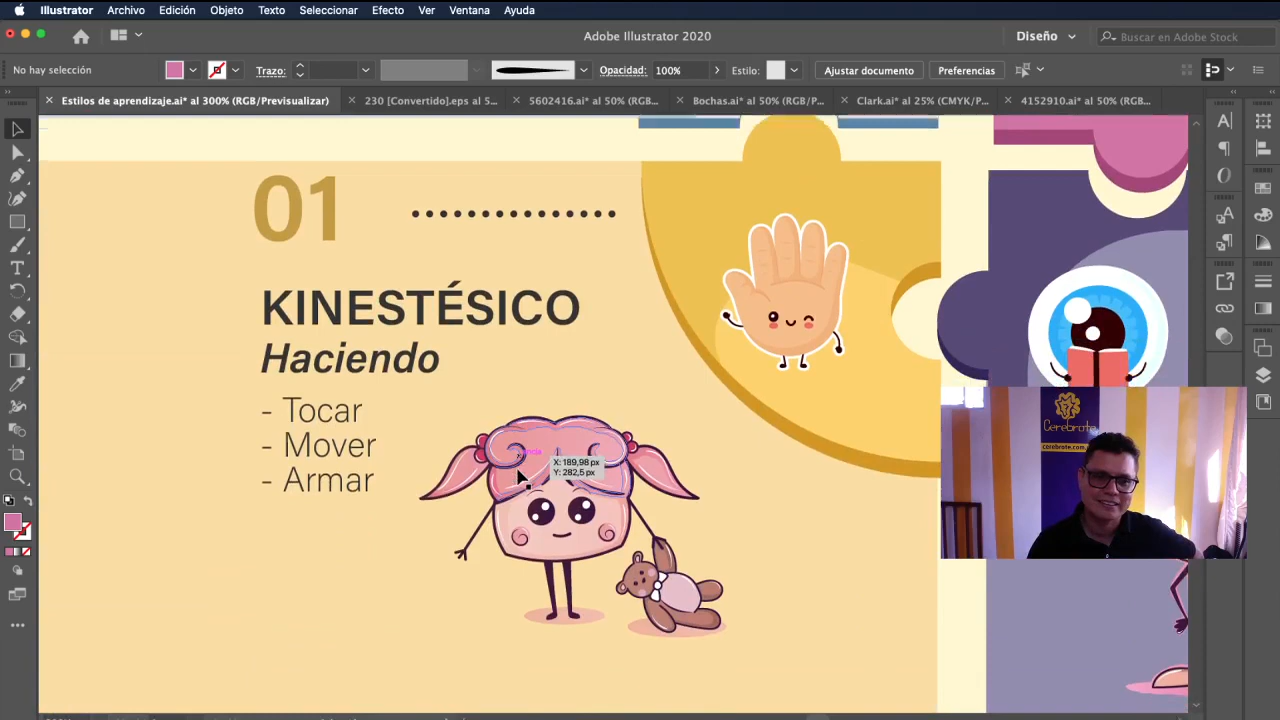 Illustrator Archivo Edición Objeto Texto Seleccionar Efecto Ver Ventana Ayuda
Adobe Illustrator 2020
Diseño
Buscar en Adobe Stock
No hay selección
Trazo:
Opacidad: 100%
Estilo:
Ajustar documento
Preferencias
Estilos de aprendizaje.ai* al 300% (RGB/Previsualizar)
230 [Convertido].eps al 5...
5602416.ai* al 50% (RGB...
Bochas.ai* al 50% (RGB/P...
Clark.ai* al 25% (CMYK/P...
4152910.ai* al 50% (RGB...
01
KINESTÉSICO
Haciendo
- Tocar
- Mover
- Armar
X: 189,98 px
Y: 282,5 px
Cerebrote